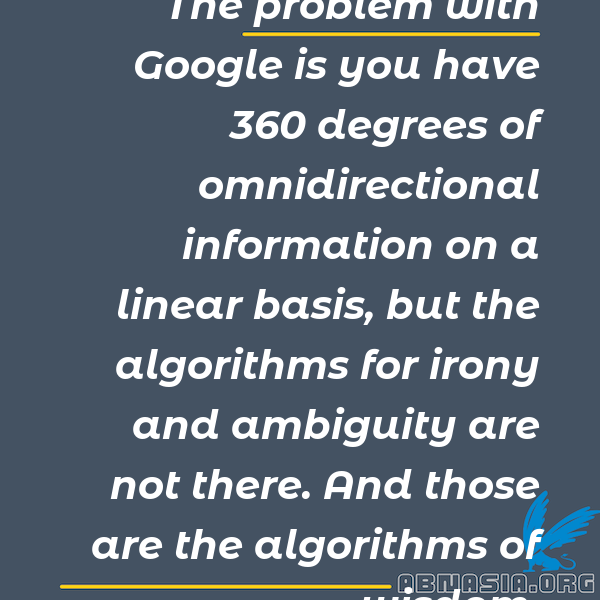 The problem with
Google is you have
360 degrees of
omnidirectional
information on a
linear basis, but the
algorithms for irony
and ambiguity are
not there. And those
are the algorithms of
wisdom.
ABMASIA.ORG